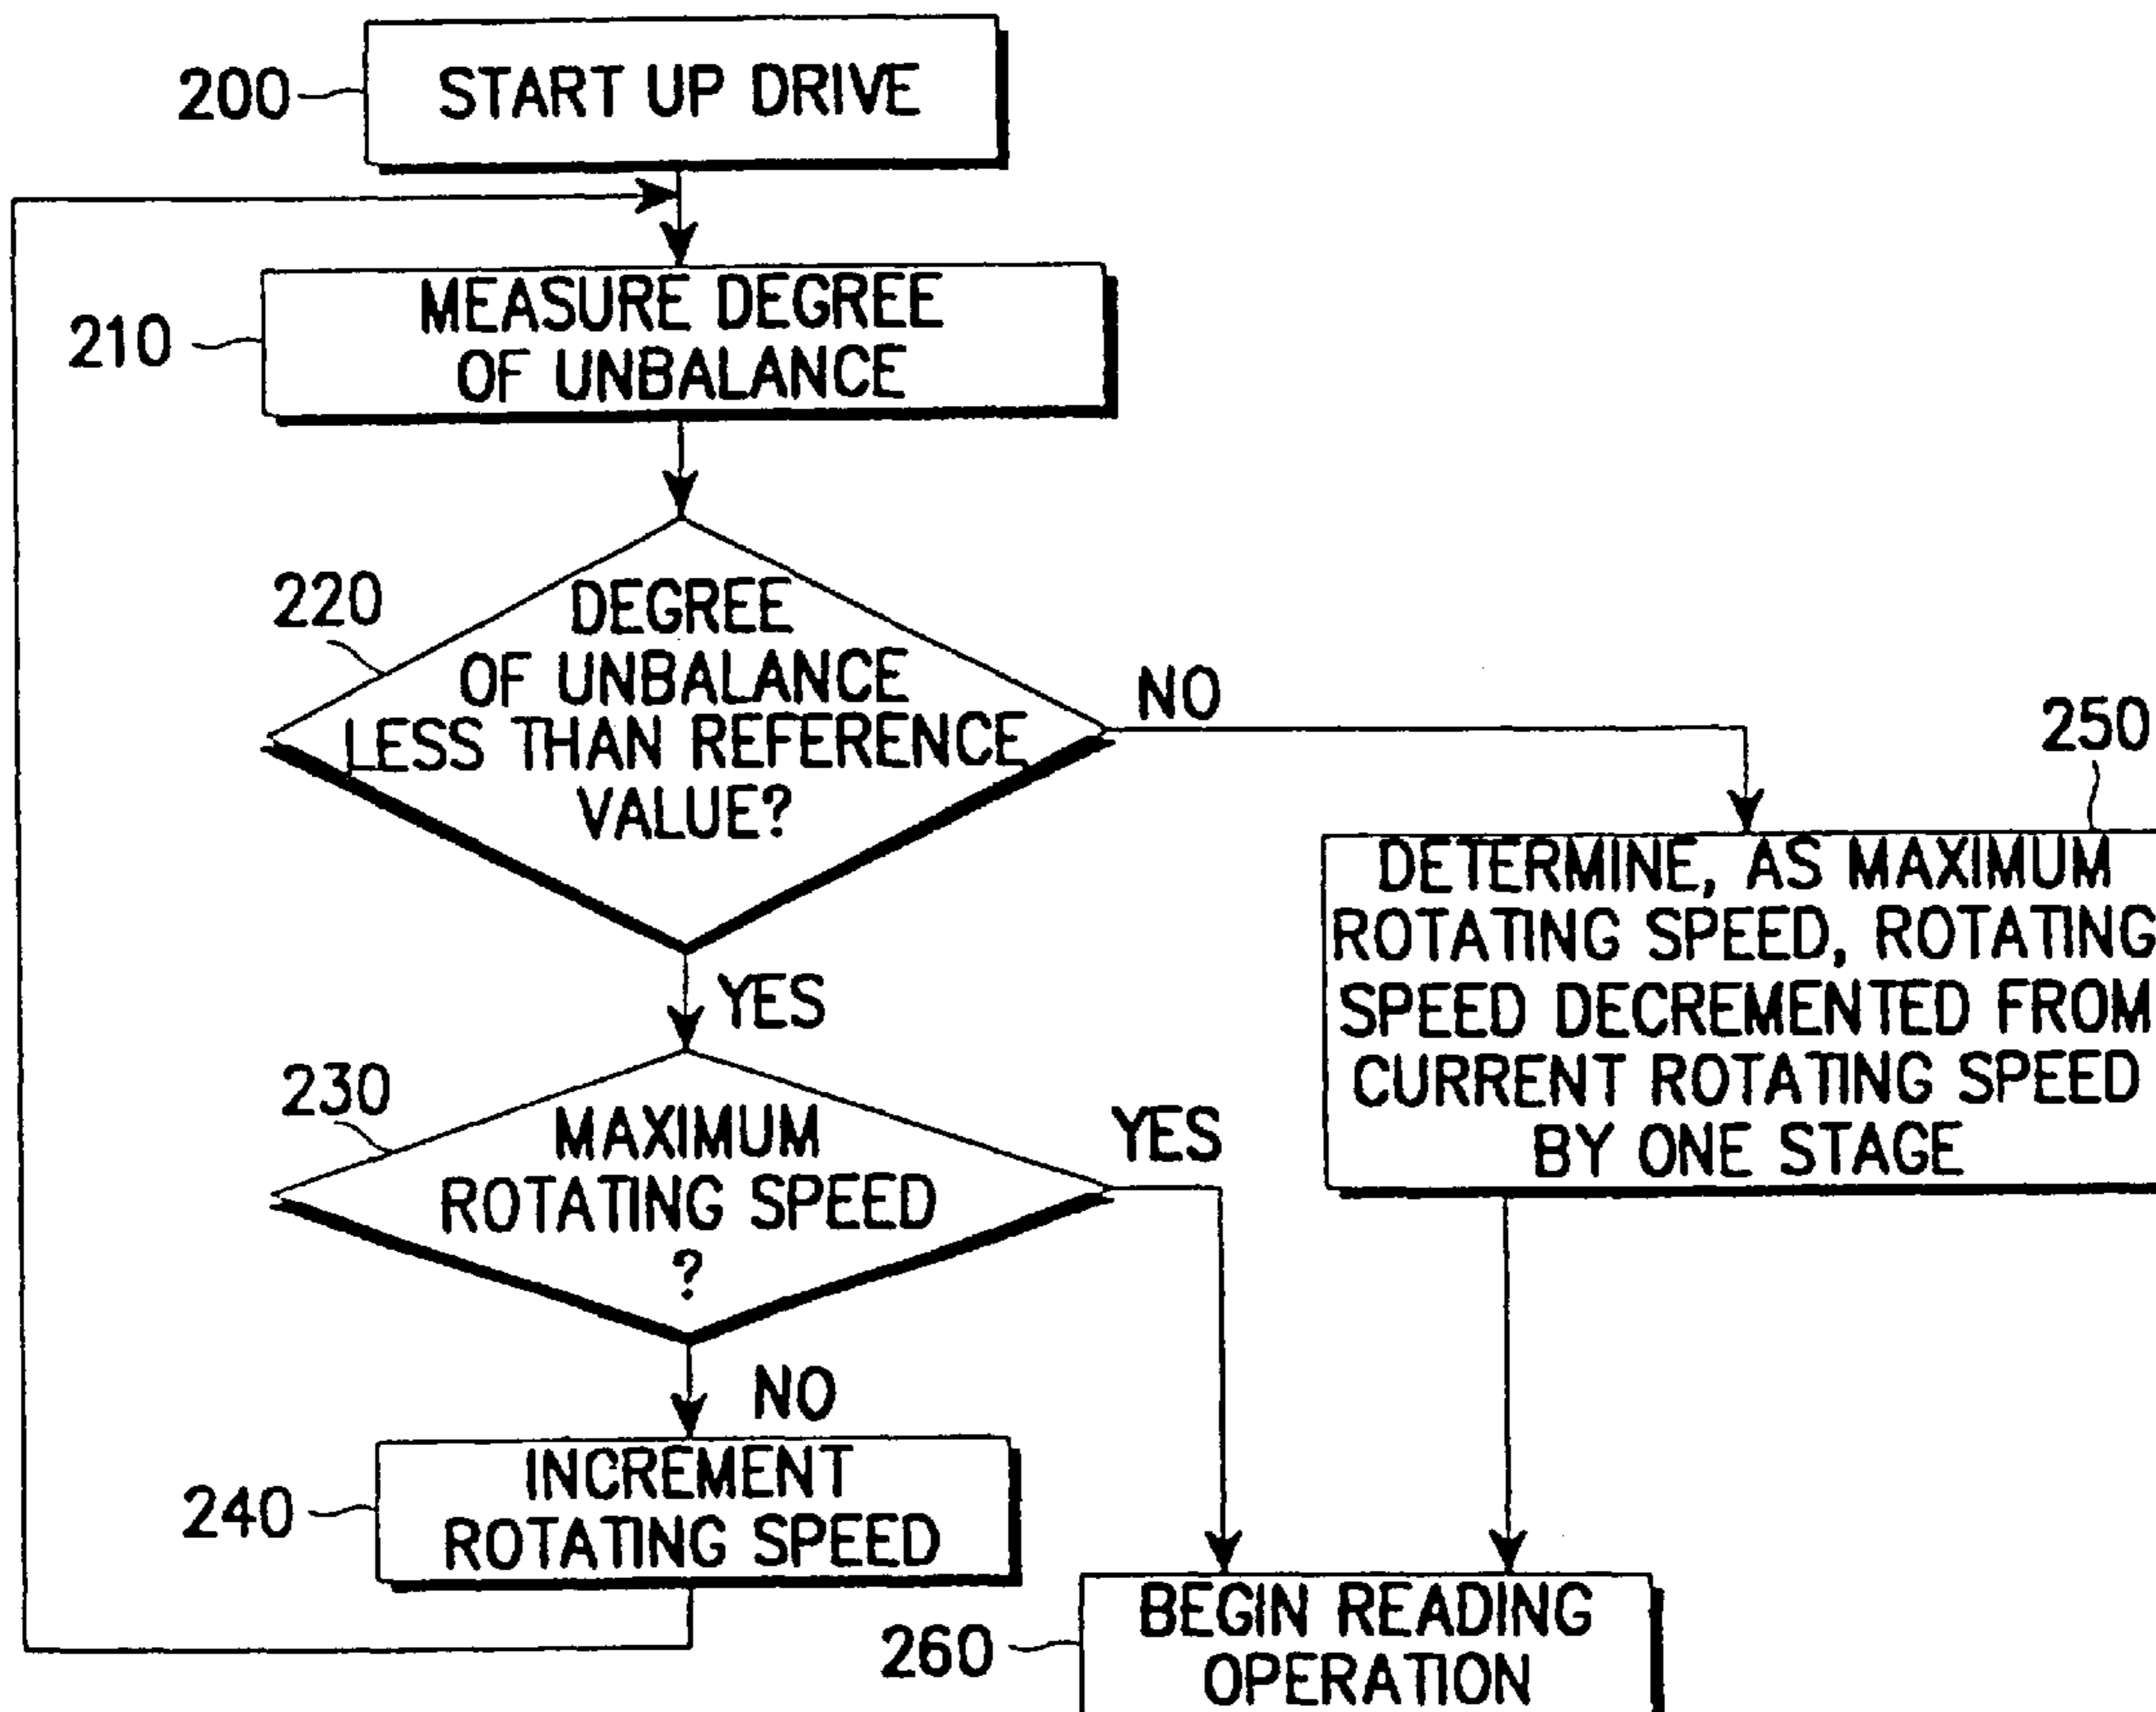 200
START UP DRIVE
210
MEASURE DEGREE
OF UNBALANCE
220
DEGREE
OF UNBALANCE
LESS THAN REFERENCE
VALUE?
NO
YES
250
DETERMINE, AS MAXIMUM
ROTATING SPEED, ROTATING
SPEED DECREMENTED FROM
CURRENT ROTATING SPEED
BY ONE STAGE
230
MAXIMUM
ROTATING SPEED
?
YES
NO
240
INCREMENT
ROTATING SPEED
260
BEGIN READING
OPERATION